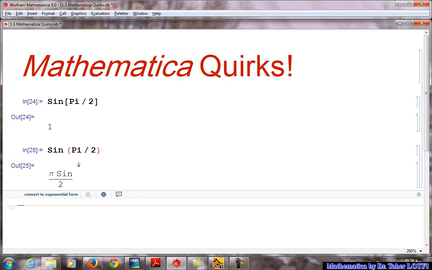 Wolfram Mathematica 9.0 - [1.3 Mathematica Quirks.nb *]
File Edit Insert Format Cell Graphics Evaluation Palettes Window Help
1.3 Mathematica Quirks.nb *
Mathematica Quirks!
In[24]:= Sin[Pi / 2]
Out[24]=
1
In[25]:= Sin (Pi / 2)
Out[25]=
π Sin
2
convert to exponential form
200%
Mathematica by Dr. Taher LOTFI